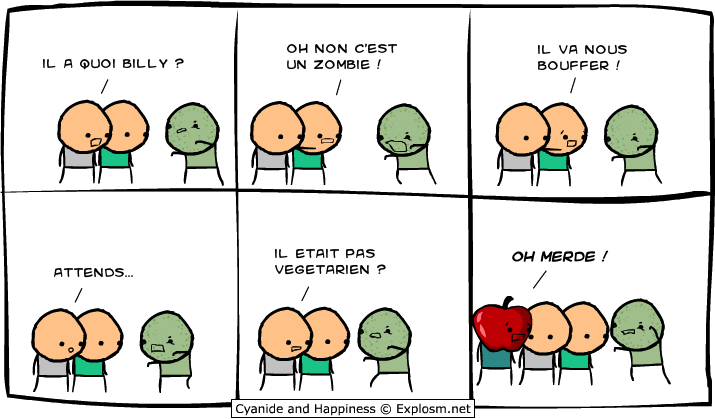 IL A QUOI BILLY ?
OH NON C'EST
UN ZOMBIE !
IL VA NOUS
BOUFFER !
ATTENDS...
IL ETAIT PAS
VEGETARIEN ?
OH MERDE !
Cyanide and Happiness © Explosm.net